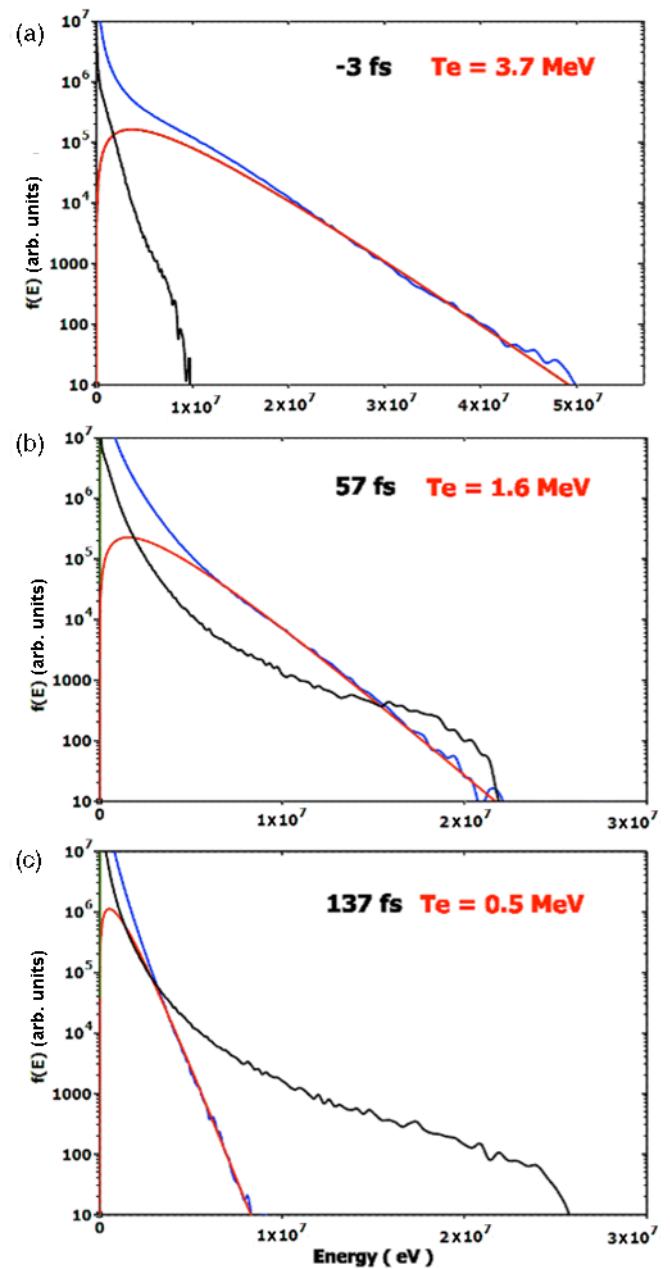 (a)
-3 fs Te = 3.7 MeV
f(E) (arb. units)
10⁷
10⁶
10⁵
10⁴
1000
100
10
0 1x10⁷ 2x10⁷ 3x10⁷ 4x10⁷ 5x10⁷
(b)
57 fs Te = 1.6 MeV
f(E) (arb. units)
10⁷
10⁶
10⁵
10⁴
1000
100
10
0 1x10⁷ 2x10⁷ 3x10⁷
(c)
137 fs Te = 0.5 MeV
f(E) (arb. units)
10⁷
10⁶
10⁵
10⁴
1000
100
10
0 1x10⁷ 2x10⁷ 3x10⁷
Energy ( eV )